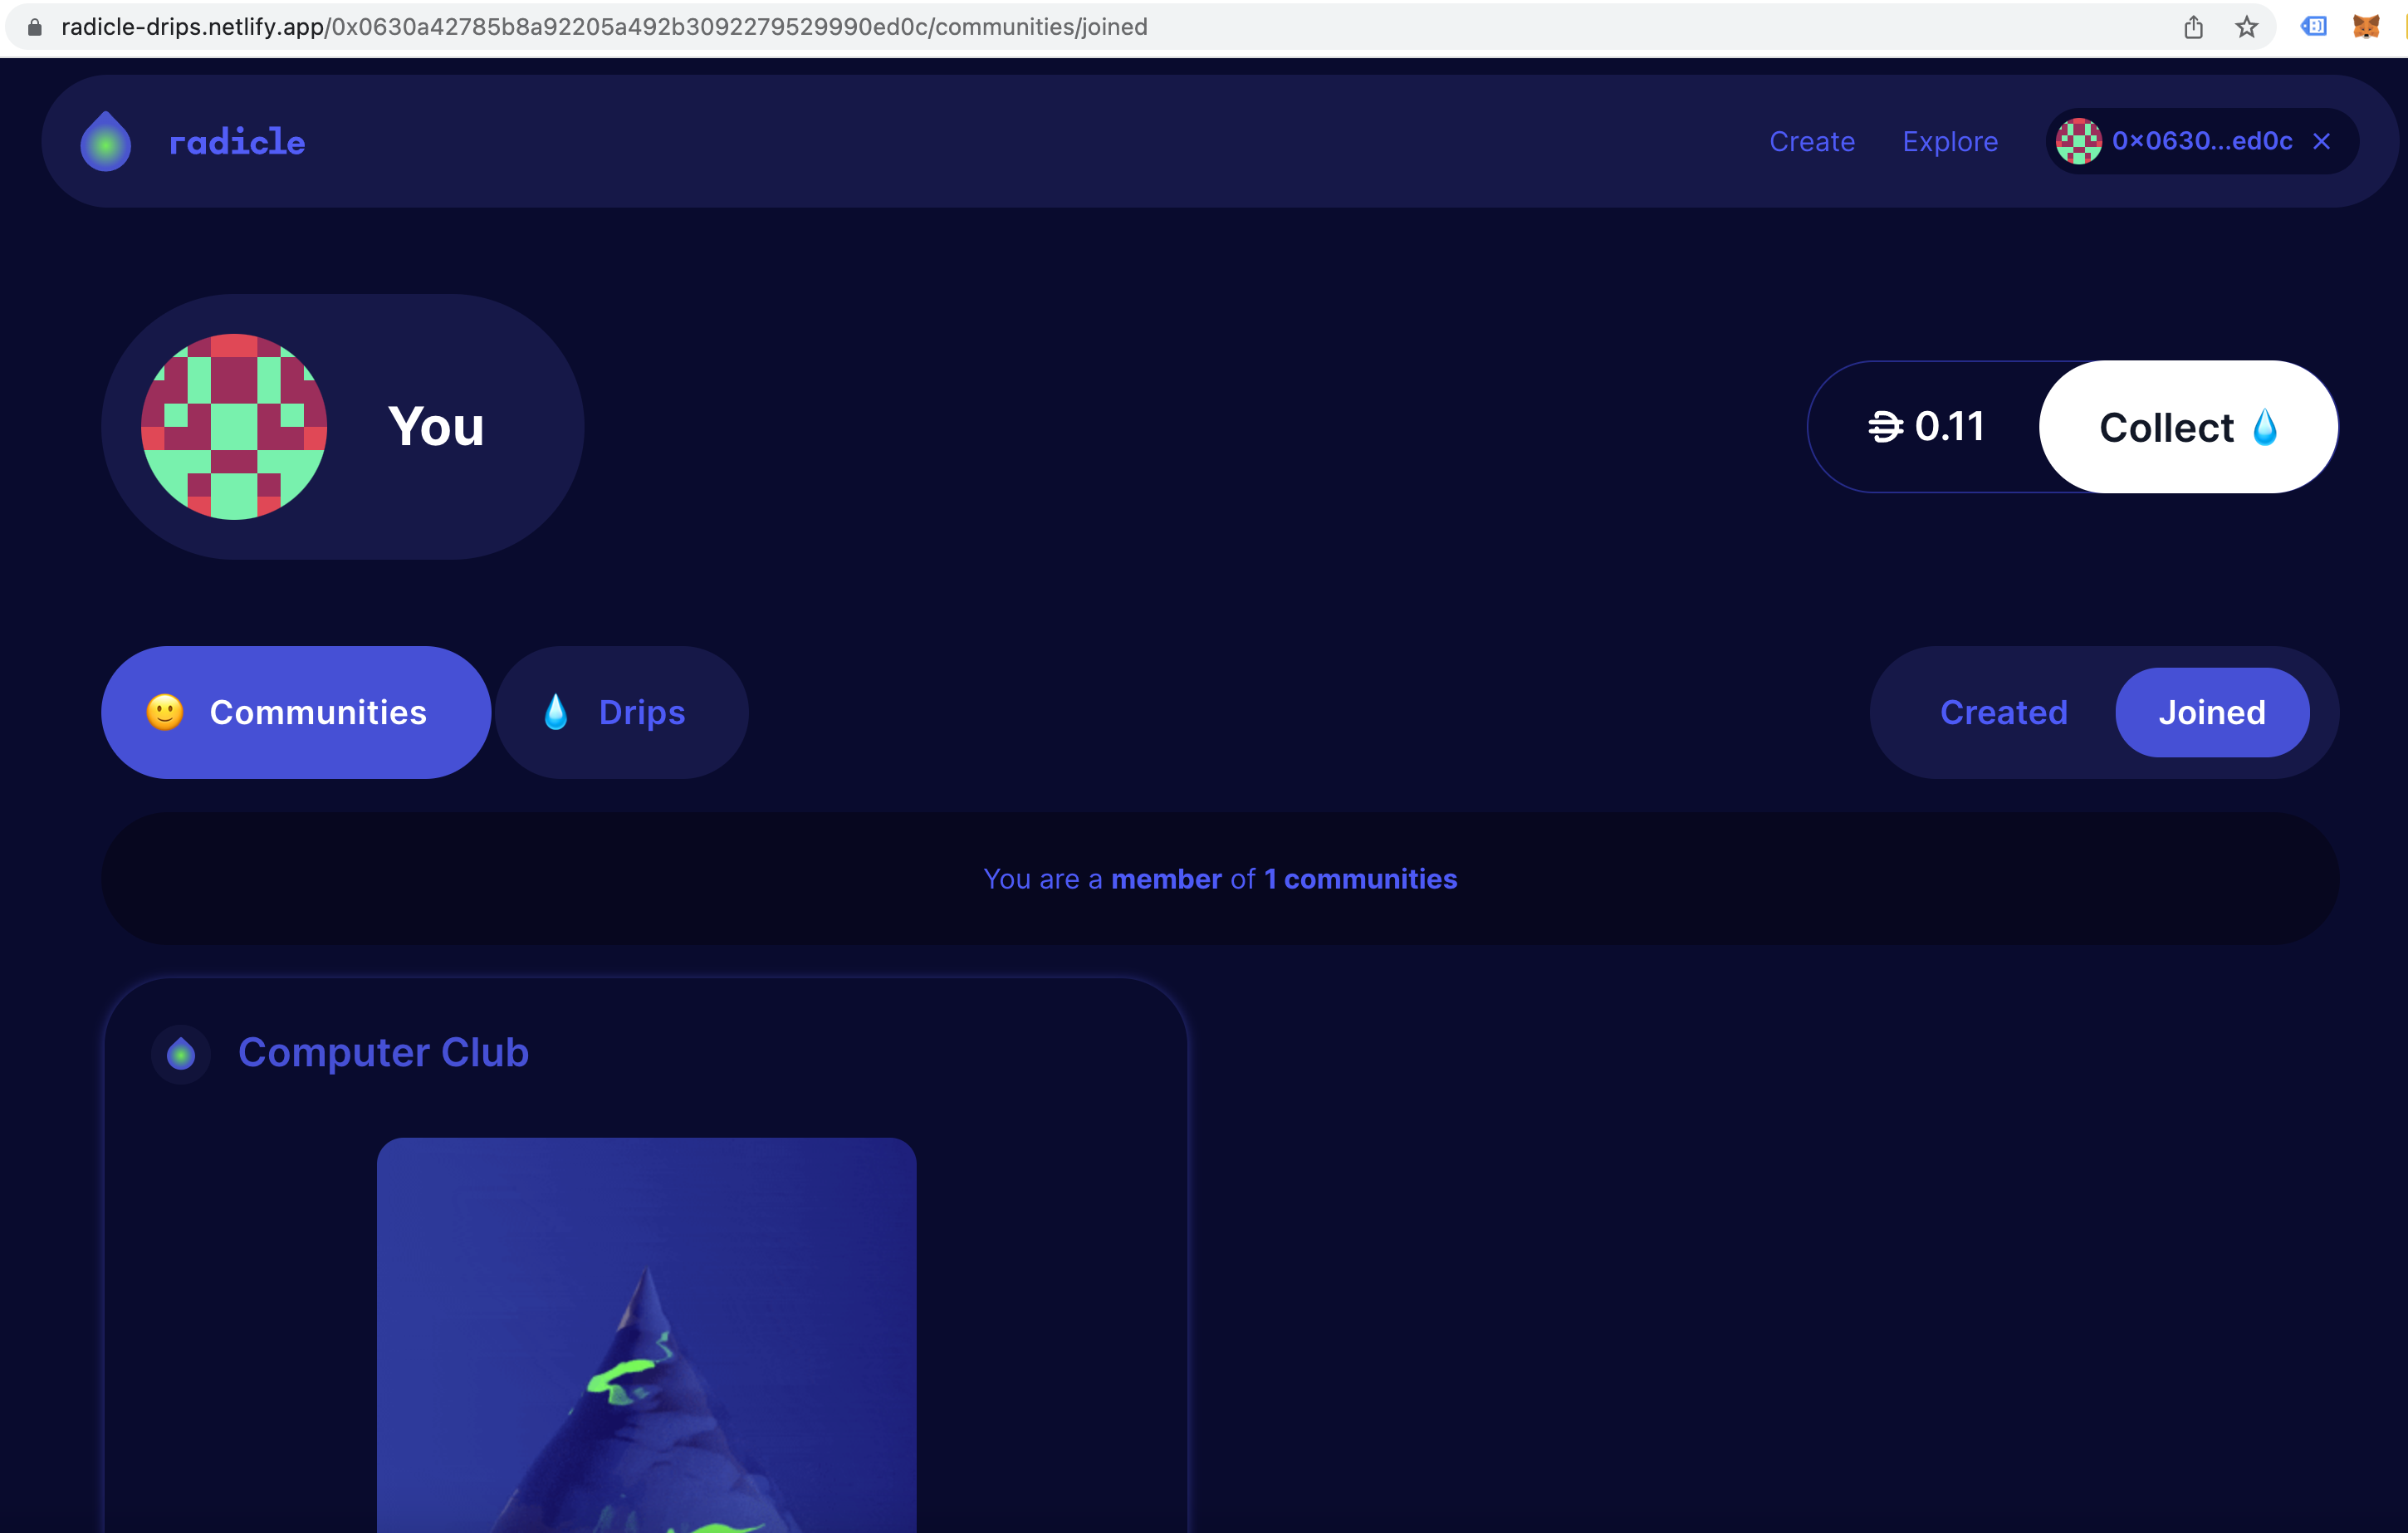 radicle-drips.netlify.app/0x0630a42785b8a92205a492b3092279529990ed0c/communities/joined
radicle
Create
Explore
0×0630...ed0c
You
0.11
Collect
Communities
Drips
Created
Joined
You are a member of 1 communities
Computer Club